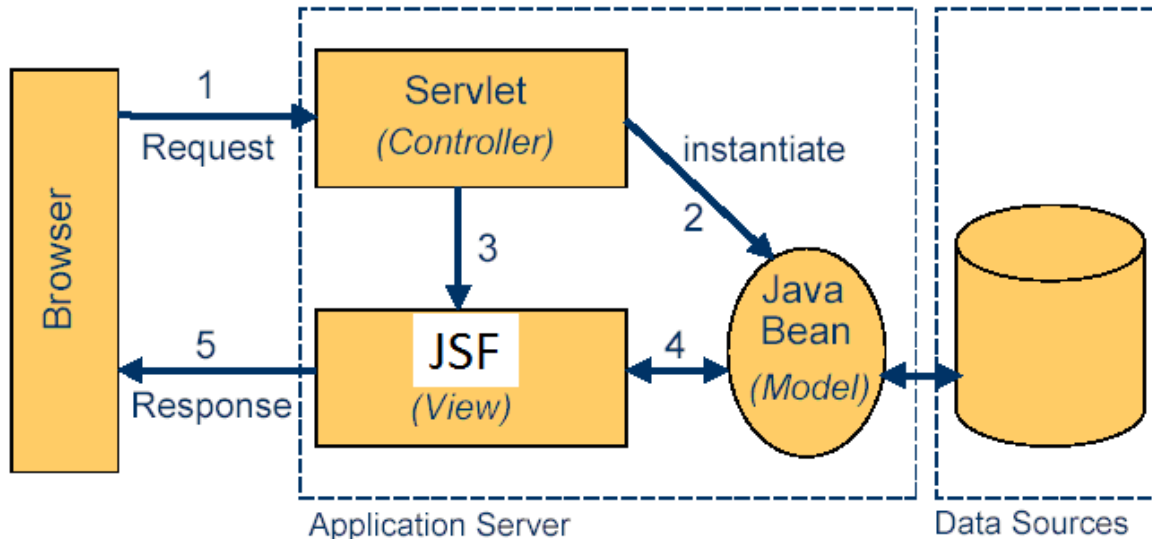 Browser
1
Request
Servlet
(Controller)
instantiate
2
3
JSF
(View)
4
Java
Bean
(Model)
5
Response
Application Server
Data Sources